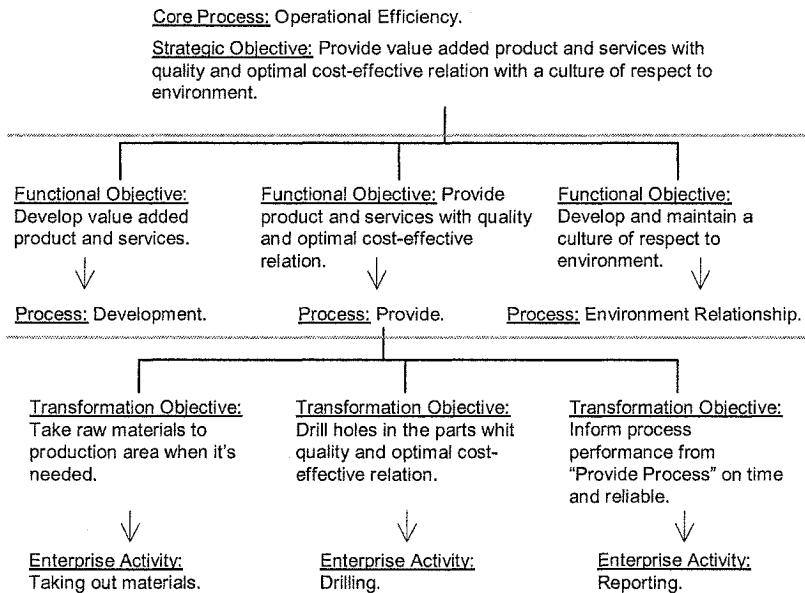 Core Process: Operational Efficiency.
Strategic Objective: Provide value added product and services with
quality and optimal cost-effective relation with a culture of respect to
environment.
Functional Objective:
Develop value added
product and services.
Functional Objective: Provide
product and services with quality
and optimal cost-effective
relation.
Functional Objective:
Develop and maintain a
culture of respect to
environment.
Process: Development.
Process: Provide.
Process: Environment Relationship.
Transformation Objective:
Take raw materials to
production area when it's
needed.
Transformation Objective:
Drill holes in the parts whit
quality and optimal cost-
effective relation.
Transformation Objective:
Inform process
performance from
“Provide Process” on time
and reliable.
Enterprise Activity:
Taking out materials.
Enterprise Activity:
Drilling.
Enterprise Activity:
Reporting.